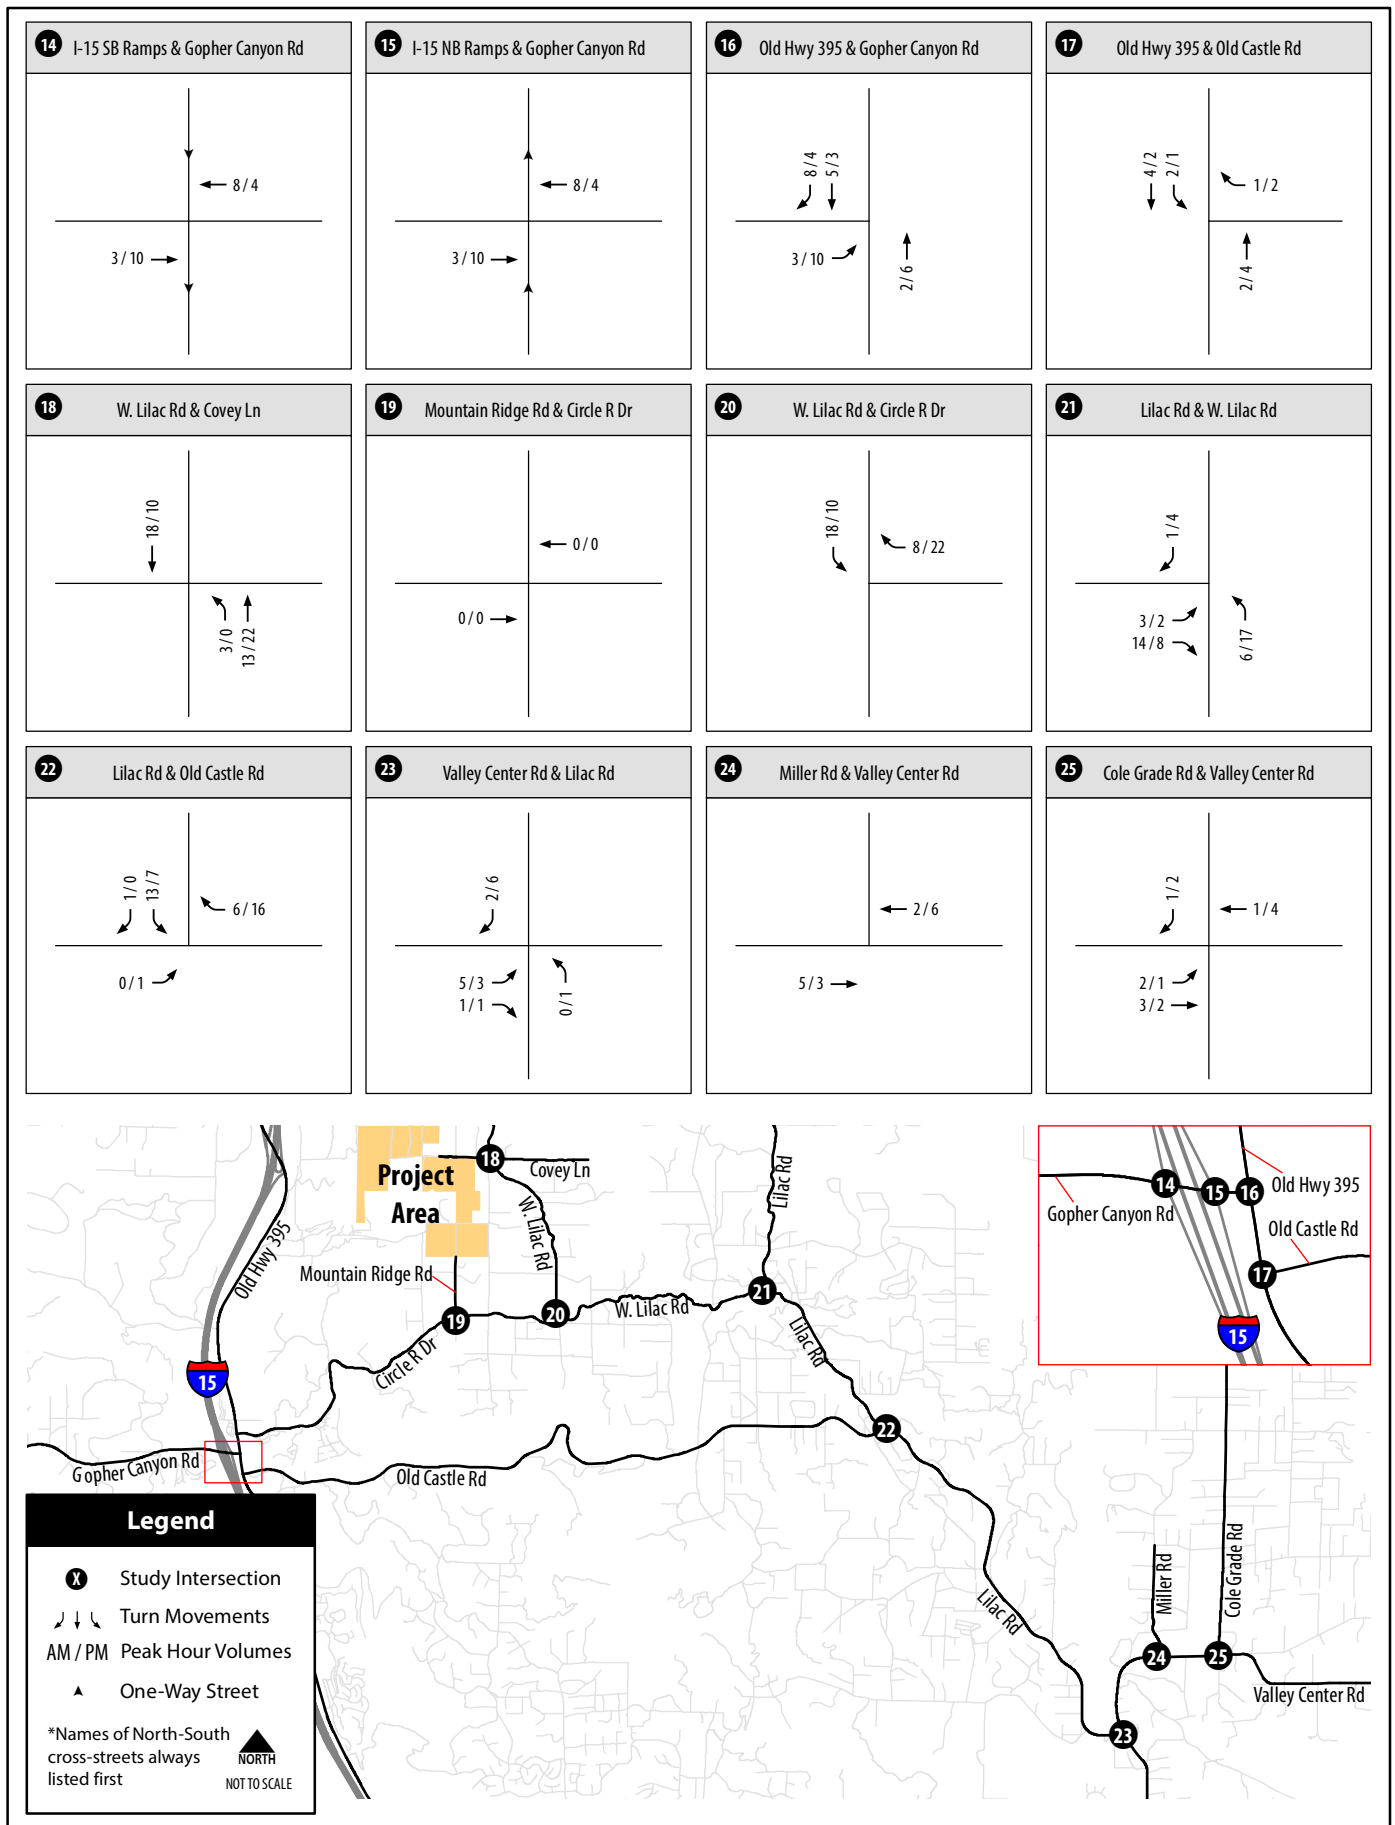 14 I-15 SB Ramps & Gopher Canyon Rd
8 / 4
3 / 10
15 I-15 NB Ramps & Gopher Canyon Rd
8 / 4
3 / 10
16 Old Hwy 395 & Gopher Canyon Rd
8 / 4
5 / 3
3 / 10
2 / 6
17 Old Hwy 395 & Old Castle Rd
4 / 2
2 / 1
1 / 2
2 / 4
18 W. Lilac Rd & Covey Ln
18 / 10
3 / 0
13 / 22
19 Mountain Ridge Rd & Circle R Dr
0 / 0
0 / 0
20 W. Lilac Rd & Circle R Dr
18 / 10
8 / 22
21 Lilac Rd & W. Lilac Rd
1 / 4
3 / 2
14 / 8
6 / 17
22 Lilac Rd & Old Castle Rd
1 / 0
13 / 7
6 / 16
0 / 1
23 Valley Center Rd & Lilac Rd
2 / 6
5 / 3
1 / 1
0 / 1
24 Miller Rd & Valley Center Rd
2 / 6
5 / 3
25 Cole Grade Rd & Valley Center Rd
1 / 2
1 / 4
2 / 1
3 / 2
Project
Area
18
Covey Ln
W. Lilac Rd
Lilac Rd
Old Hwy 395
Mountain Ridge Rd
19
20
W. Lilac Rd
21
Lilac Rd
Circle R Dr
15
22
Gopher Canyon Rd
Old Castle Rd
Lilac Rd
Miller Rd
Cole Grade Rd
24
25
Valley Center Rd
23
14
15
16
Old Hwy 395
Gopher Canyon Rd
Old Castle Rd
17
15
Legend
X Study Intersection
Turn Movements
AM / PM Peak Hour Volumes
One-Way Street
*Names of North-South
cross-streets always
listed first
NORTH
NOT TO SCALE